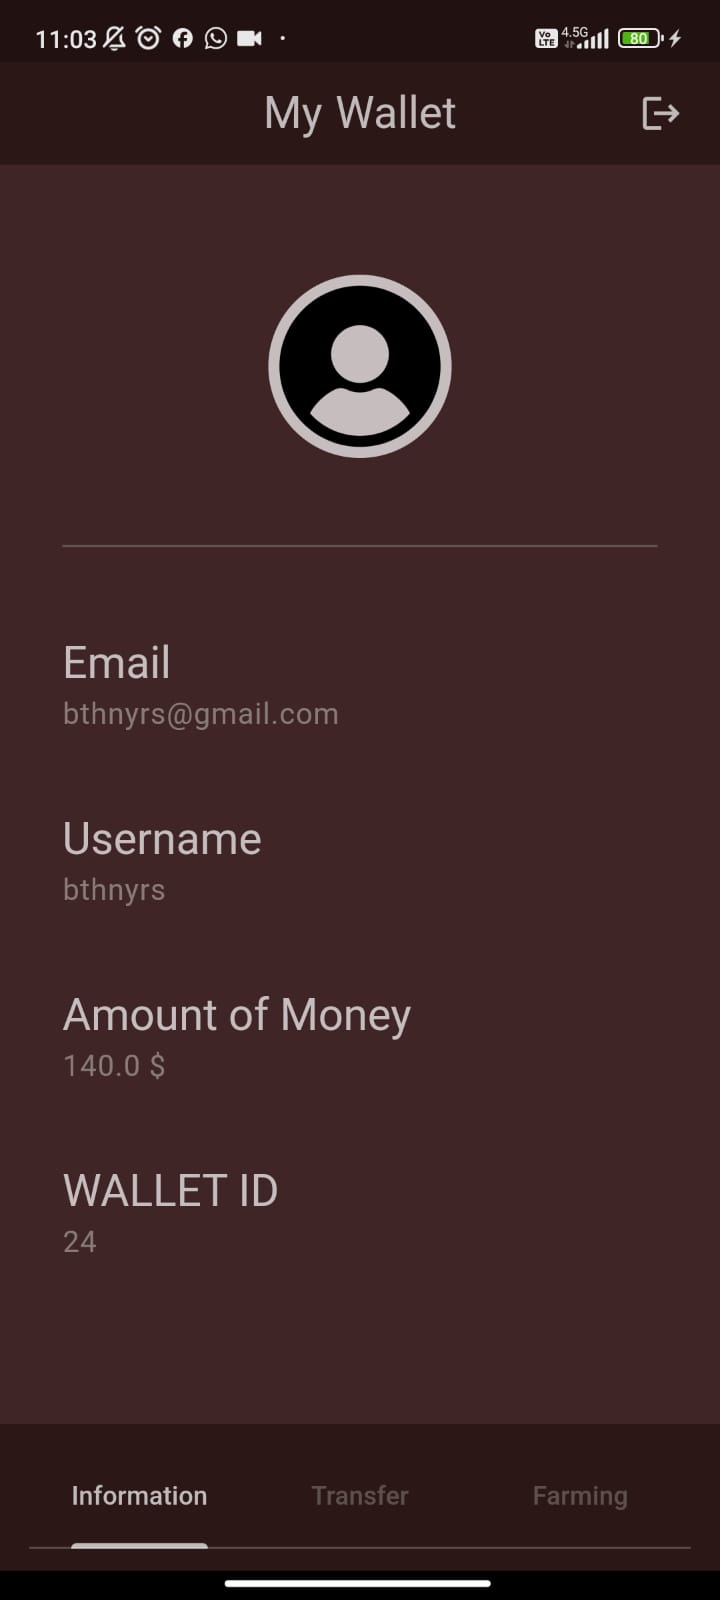 11:03
Vo LTE 4.5G 80
My Wallet
Email
bthnyrs@gmail.com
Username
bthnyrs
Amount of Money
140.0 $
WALLET ID
24
Information Transfer Farming